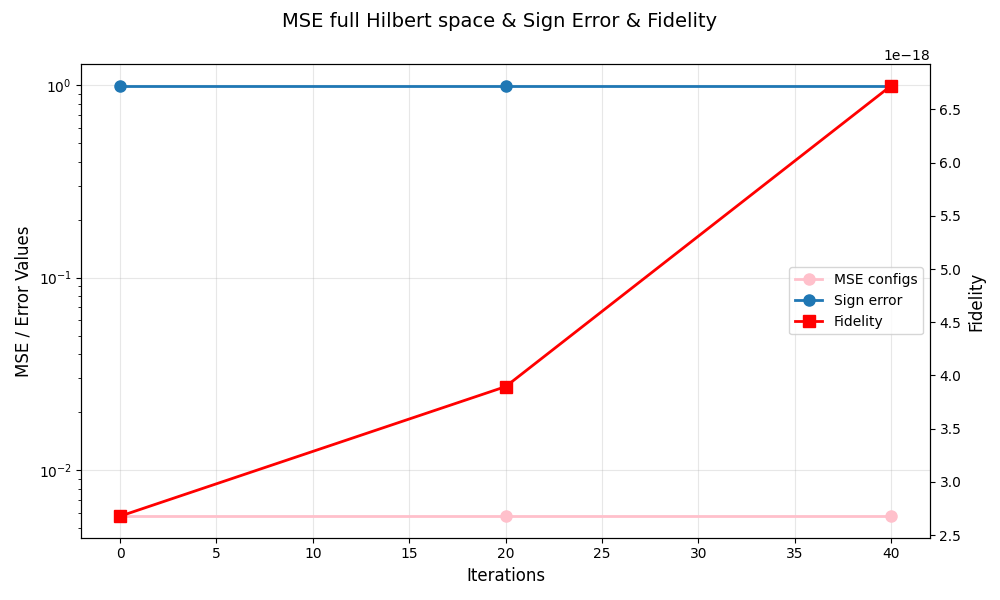 MSE full Hilbert space & Sign Error & Fidelity
1e−18
10⁰
10⁻¹
10⁻²
MSE / Error Values
6.5
6.0
5.5
5.0
4.5
4.0
3.5
3.0
2.5
Fidelity
MSE configs
Sign error
Fidelity
0 5 10 15 20 25 30 35 40
Iterations